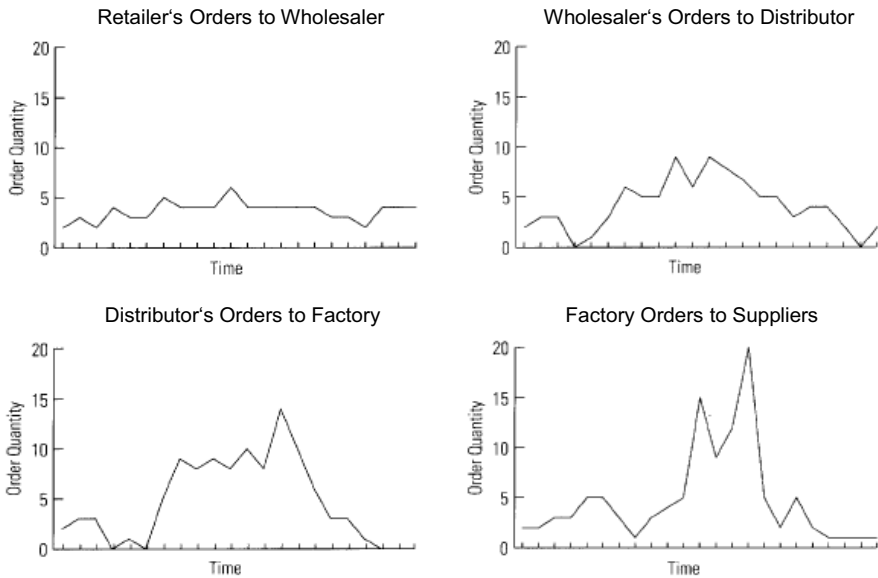 Retailer‘s Orders to Wholesaler
20
15
10
5
0
Order Quantity
Time
Wholesaler‘s Orders to Distributor
20
15
10
5
0
Order Quantity
Time
Distributor‘s Orders to Factory
20
15
10
5
0
Order Quantity
Time
Factory Orders to Suppliers
20
15
10
5
0
Order Quantity
Time